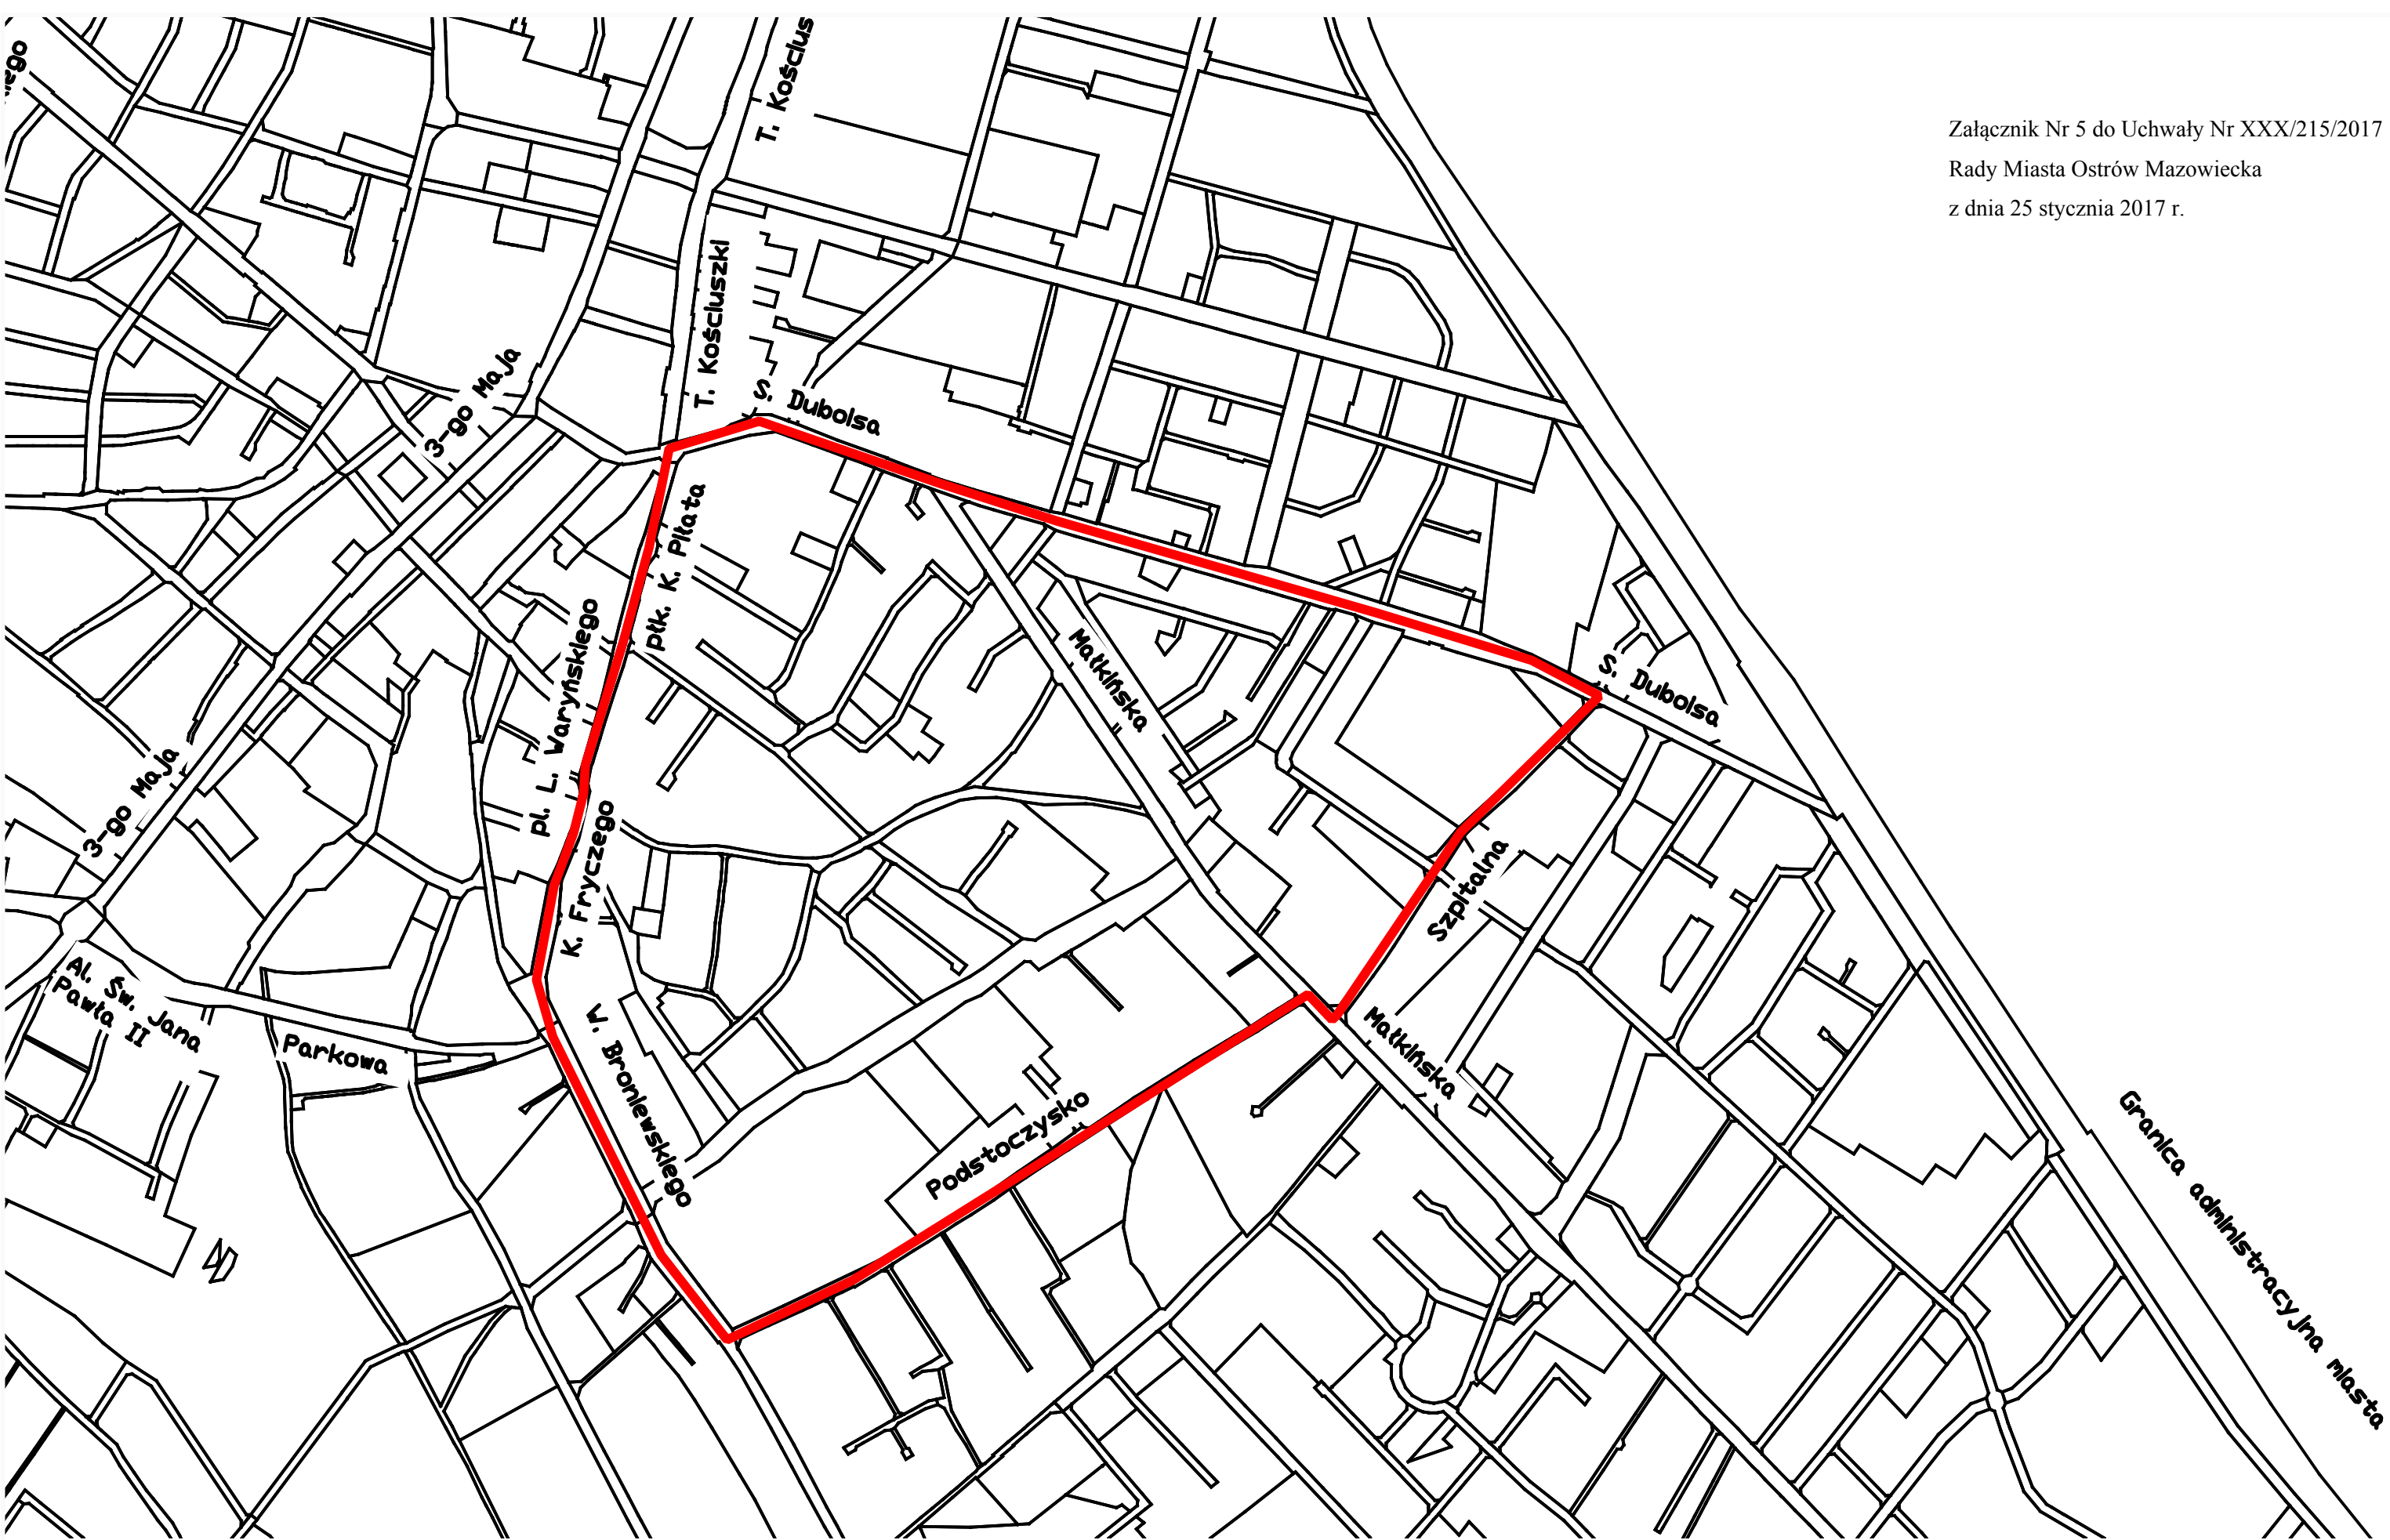 T. Kościus
Załącznik Nr 5 do Uchwały Nr XXX/215/2017
Rady Miasta Ostrów Mazowiecka
z dnia 25 stycznia 2017 r.
T. Kościuszki
3-go Maja
S. Duboisa
płk. K. Piłata
pl. L. Waryńskiego
Małkińska
S. Duboisa
3-go Maja
K. Fryczego
Szpitalna
Al. Św. Jana
Pawła II
Parkowa
W. Broniewskiego
Małkińska
Podstoczysko
Granica administracyjna miasta